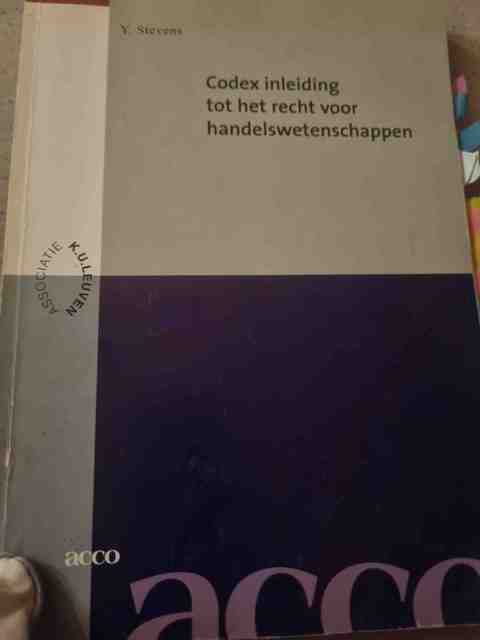 Y. Stevens
Codex inleiding
tot het recht voor
handelswetenschappen
ASSOCIATIE
K.U.LEUVEN
acco
acco